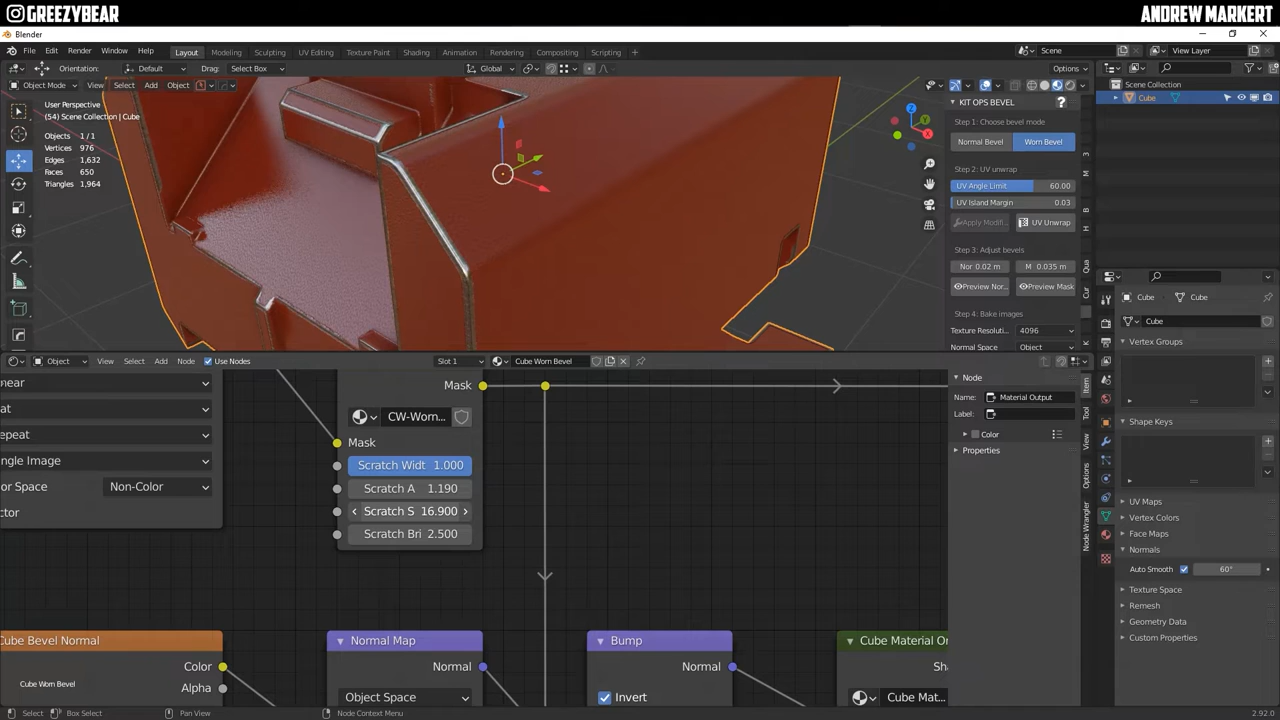 GREEZYBEAR
ANDREW MARKERT
Blender
File Edit Render Window Help
Layout Modeling Sculpting UV Editing Texture Paint Shading Animation Rendering Compositing Scripting +
Scene
View Layer
Orientation: Default Drag: Select Box
Global
Options
Object Mode View Select Add Object
User Perspective
(54) Scene Collection | Cube
Objects 1/1
Vertices 976
Edges 1,632
Faces 650
Triangles 1,964
KIT OPS BEVEL
Step 1: Choose bevel mode
Normal Bevel Worn Bevel
Step 2: UV unwrap
UV Angle Limit 60.00
UV Island Margin 0.03
Apply Modifi... UV Unwrap
Step 3: Adjust bevels
Nor 0.02 m M 0.035 m
Preview Nor... Preview Mask
Step 4: Bake images
Texture Resoluti... 4096
Normal Space Object
Scene Collection
Cube
Cube Cube
Cube
Vertex Groups
Shape Keys
UV Maps
Vertex Colors
Face Maps
Normals
Auto Smooth 60°
Texture Space
Remesh
Geometry Data
Custom Properties
Object View Select Add Node Use Nodes
Slot 1
Cube Worn Bevel
Node
Name: Material Output
Label:
Color
Properties
Item
Tool
View
Options
Node Wrangler
near
at
epeat
ngle Image
or Space Non-Color
ctor
Mask
CW-Worn...
Mask
Scratch Widt 1.000
Scratch A 1.190
Scratch S 16.900
Scratch Bri 2.500
Cube Bevel Normal
Color
Alpha
Cube Worn Bevel
Normal Map
Normal
Object Space
Bump
Normal
Invert
Cube Material Or
Sha
Cube Mat...
Select Box Select Pan View Node Context Menu
2.92.0